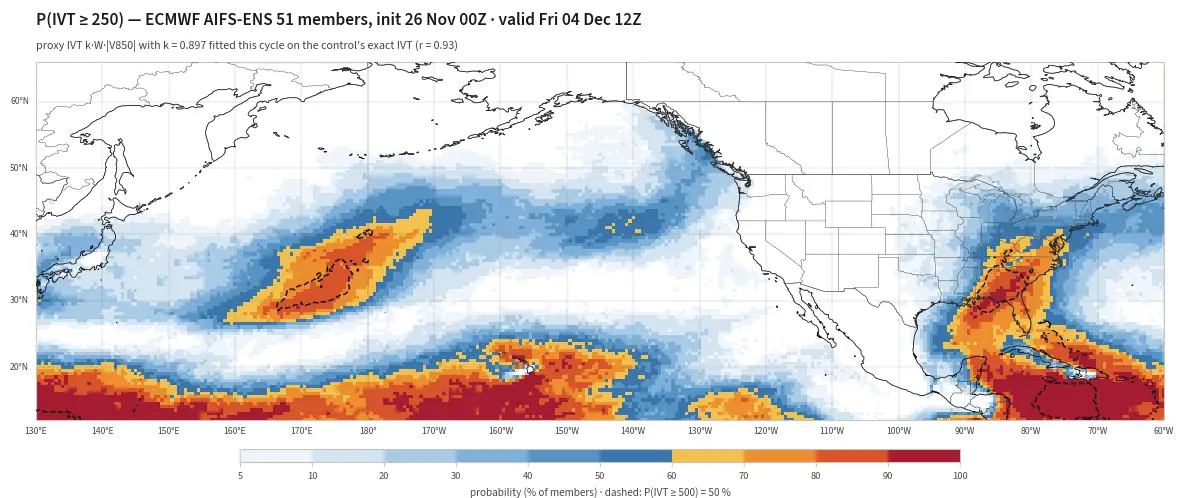 P(IVT ≥ 250) — ECMWF AIFS-ENS 51 members, init 26 Nov 00Z · valid Fri 04 Dec 12Z
proxy IVT k·W·|V850| with k = 0.897 fitted this cycle on the control's exact IVT (r = 0.93)
60°N
50°N
40°N
30°N
20°N
130°E 140°E 150°E 160°E 170°E 180° 170°W 160°W 150°W 140°W 130°W 120°W 110°W 100°W 90°W 80°W 70°W 60°W
5 10 20 30 40 50 60 70 80 90 100
probability (% of members) · dashed: P(IVT ≥ 500) = 50 %